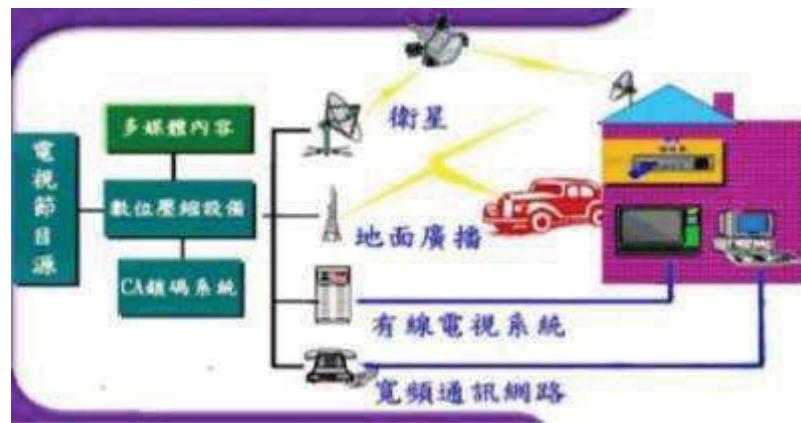 電視節目源
多媒體內容
數位壓縮設備
CA鎖碼系統
衛星
地面廣播
有線電視系統
寬頻通訊網路